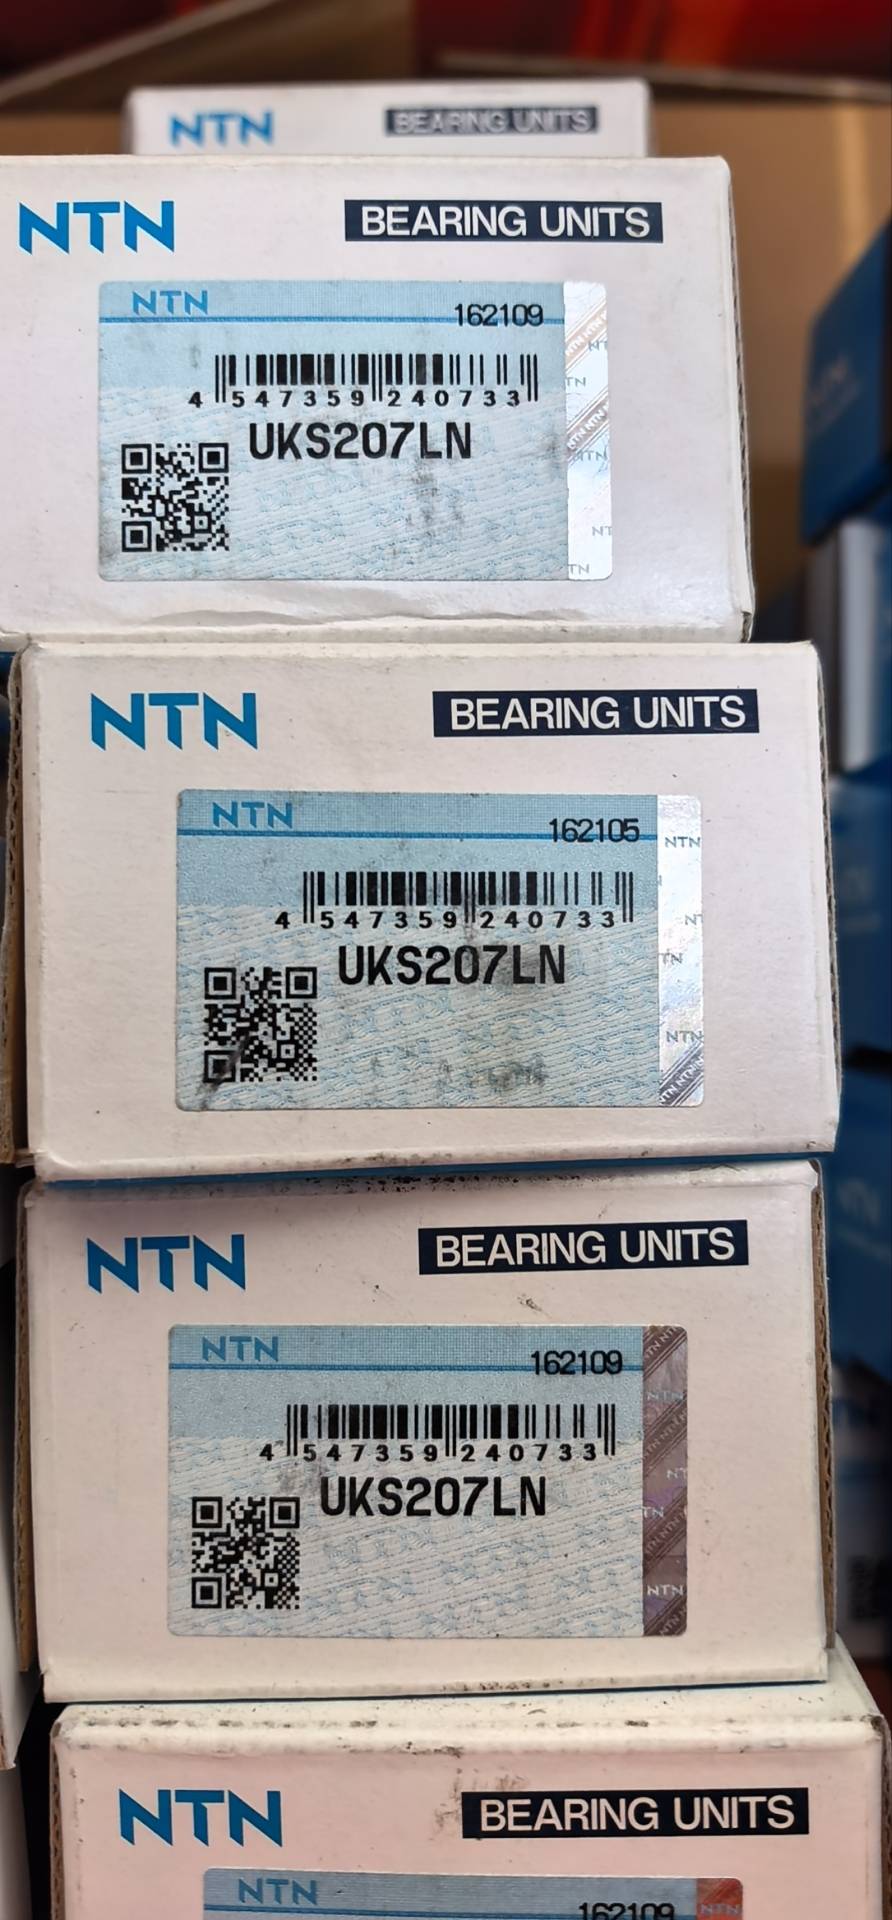 NTN BEARING UNITS
NTN BEARING UNITS
NTN
162109
4 547359 240733
UKS207LN
NTN BEARING UNITS
NTN
162105
4 547359 240733
UKS207LN
NTN BEARING UNITS
NTN
162109
4 547359 240733
UKS207LN
NTN BEARING UNITS
NTN
162109